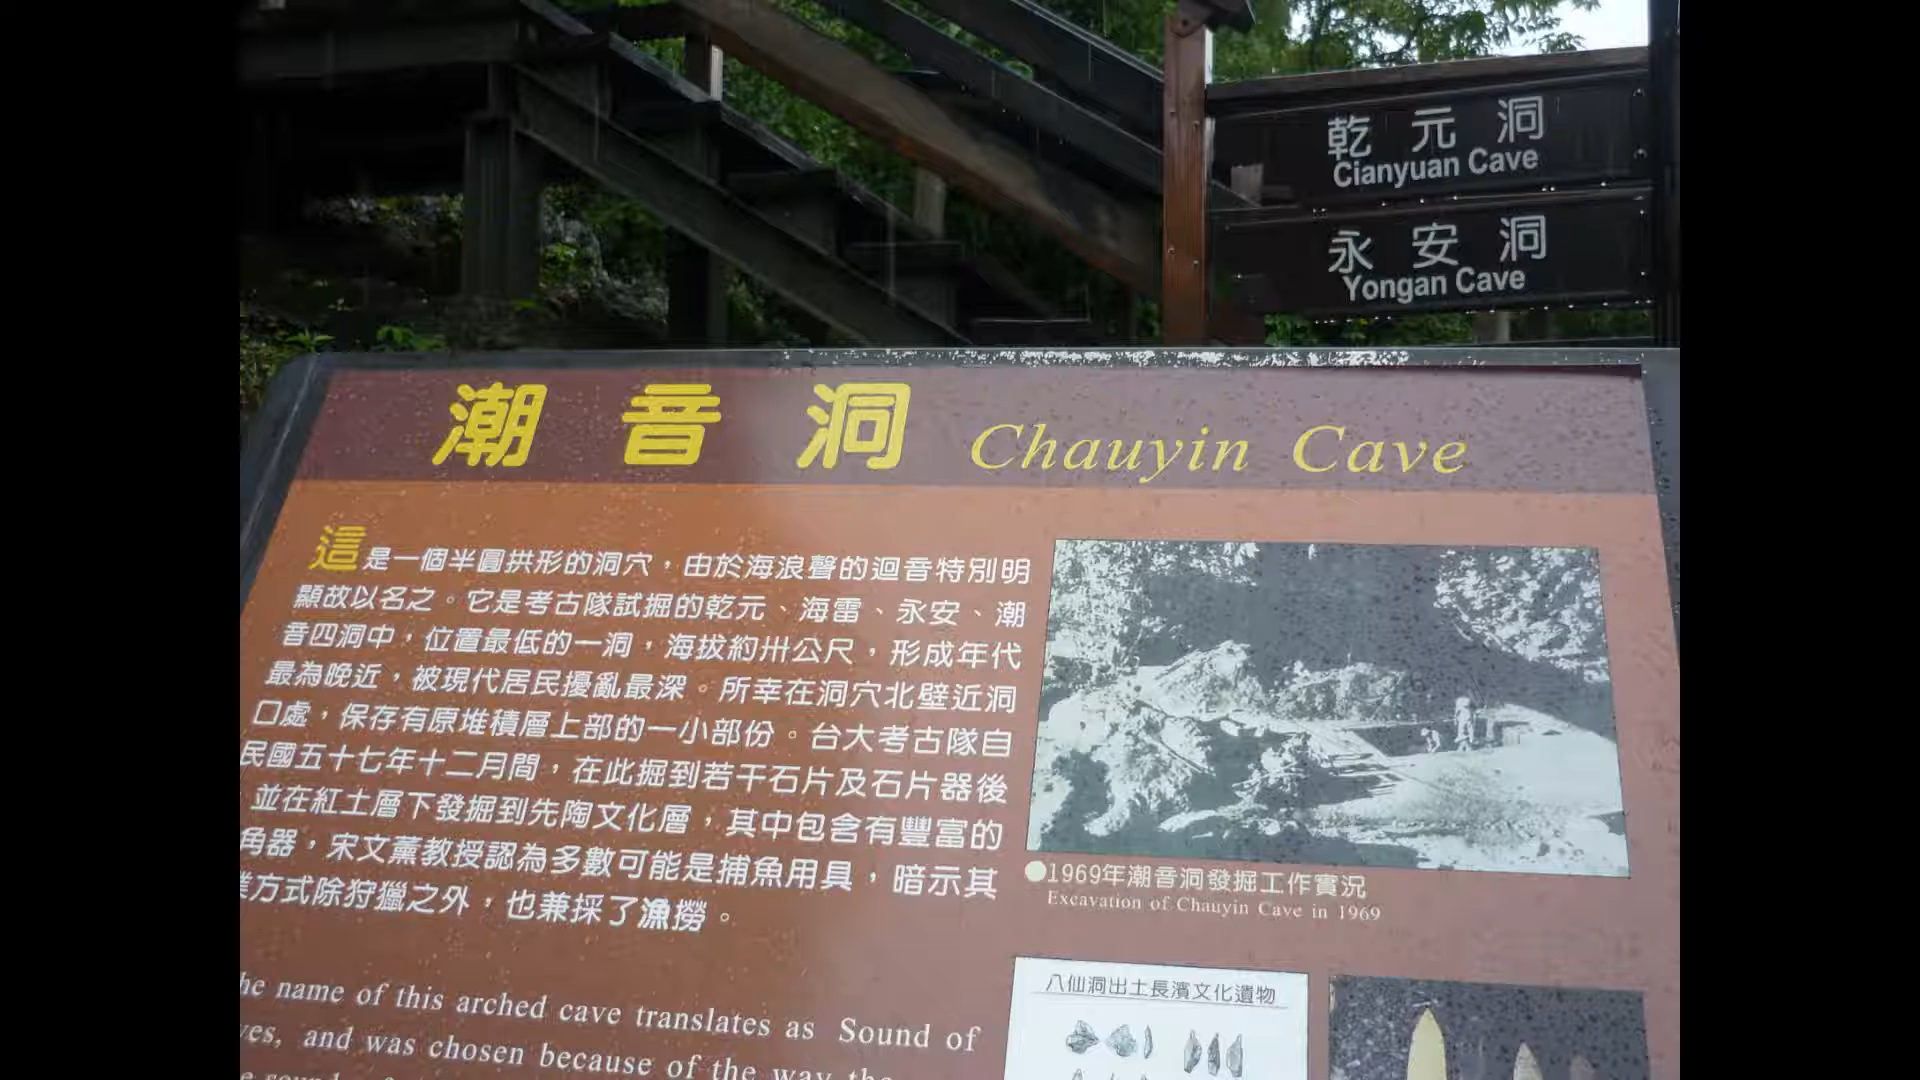 乾元洞
Cianyuan Cave
永安洞
Yongan Cave
潮音洞 Chauyin Cave
這是一個半圓拱形的洞穴，由於海浪聲的迴音特別明
顯故以名之。它是考古隊試掘的乾元、海雷、永安、潮
音四洞中，位置最低的一洞，海拔約卅公尺，形成年代
最為晚近，被現代居民擾亂最深。所幸在洞穴北壁近洞
口處，保存有原堆積層上部的一小部份。台大考古隊自
民國五十七年十二月間，在此掘到若干石片及石片器後
並在紅土層下發掘到先陶文化層，其中包含有豐富的
角器，宋文薰教授認為多數可能是捕魚用具，暗示其
方式除狩獵之外，也兼採了漁撈。
1969年潮音洞發掘工作實況
Excavation of Chauyin Cave in 1969
he name of this arched cave translates as Sound of
ves, and was chosen because of the way the
八仙洞出土長濱文化遺物